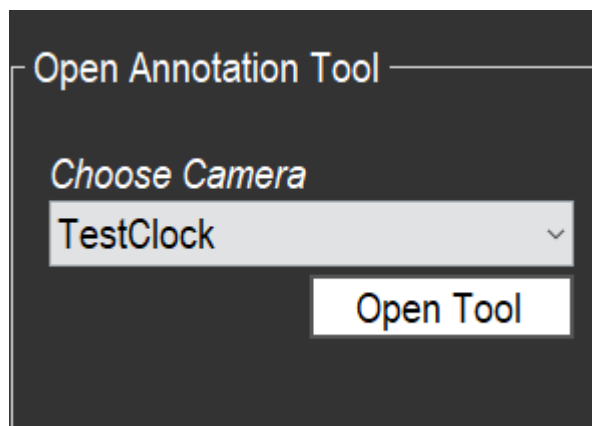 Open Annotation Tool
Choose Camera
TestClock
Open Tool